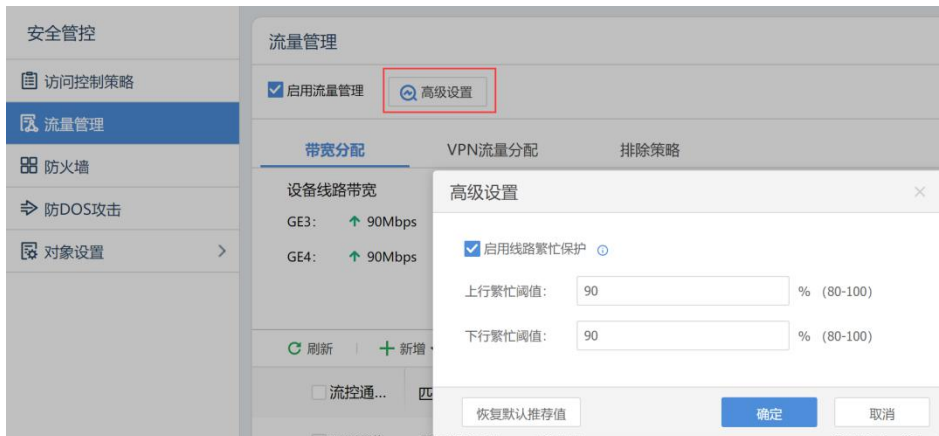 安全管控
访问控制策略
流量管理
防火墙
防DOS攻击
对象设置
流量管理
启用流量管理 高级设置
带宽分配 VPN流量分配 排除策略
设备线路带宽
GE3: 90Mbps
GE4: 90Mbps
刷新 新增
流控通...
高级设置
启用线路繁忙保护
上行繁忙阈值: 90 % (80-100)
下行繁忙阈值: 90 % (80-100)
恢复默认推荐值 确定 取消